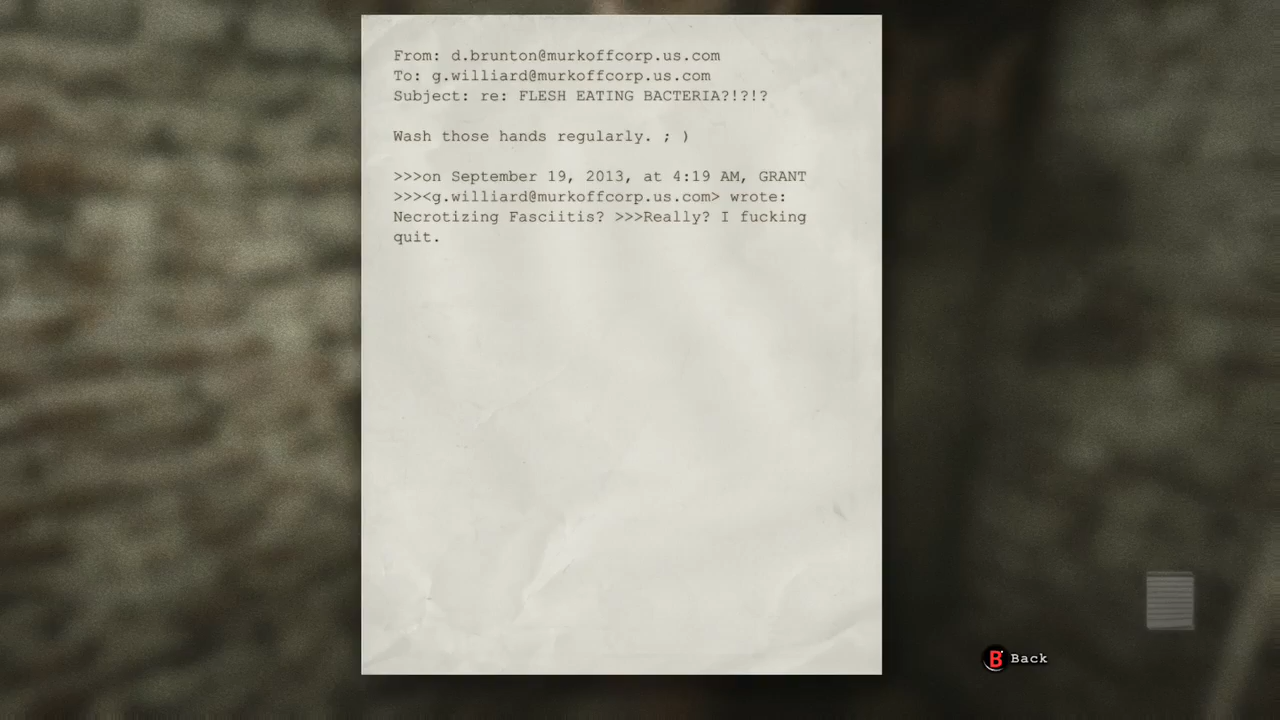 From: d.brunton@murkoffcorp.us.com
To: g.williard@murkoffcorp.us.com
Subject: re: FLESH EATING BACTERIA?!?!?
Wash those hands regularly. ; )
>>>on September 19, 2013, at 4:19 AM, GRANT
>>><g.williard@murkoffcorp.us.com> wrote:
Necrotizing Fasciitis? >>>Really? I fucking
quit.
B Back